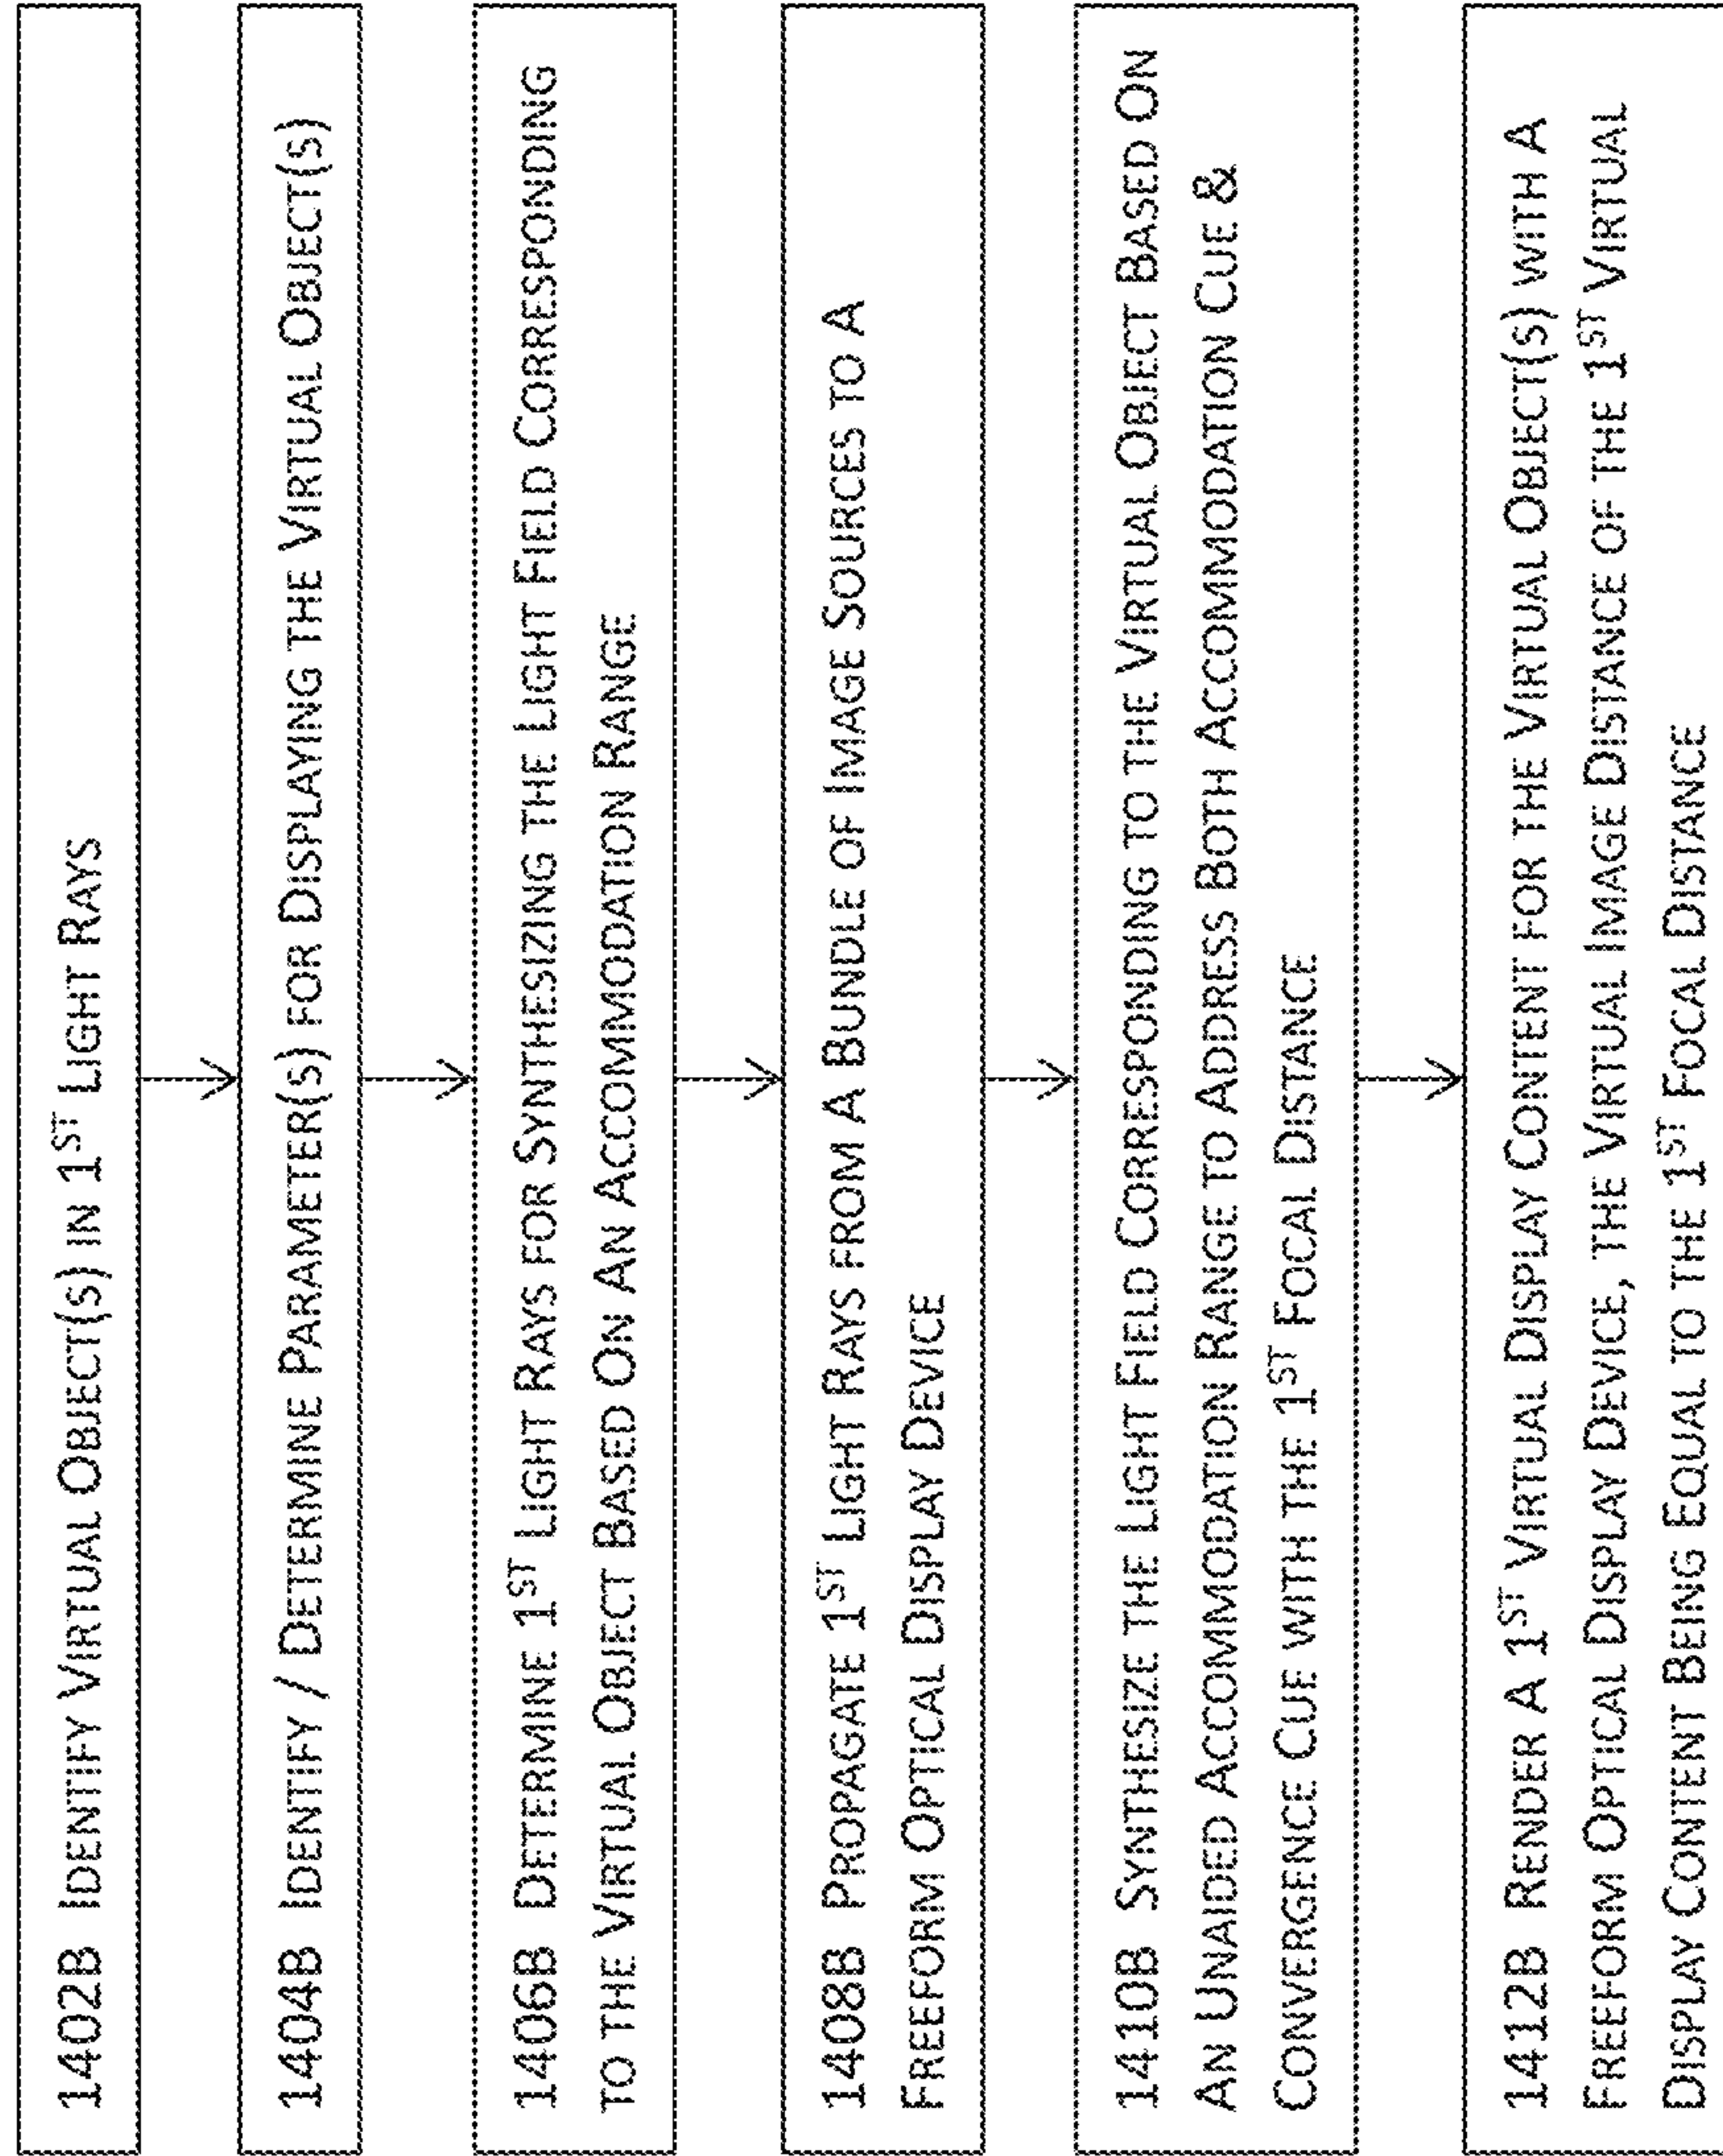 1402B IDENTIFY VIRTUAL OBJECT(S) IN 1ST LIGHT RAYS
1404B IDENTIFY / DETERMINE PARAMETER(S) FOR DISPLAYING THE VIRTUAL OBJECT(S)
1406B DETERMINE 1ST LIGHT RAYS FOR SYNTHESIZING THE LIGHT FIELD CORRESPONDING
TO THE VIRTUAL OBJECT BASED ON AN ACCOMMODATION RANGE
1408B PROPAGATE 1ST LIGHT RAYS FROM A BUNDLE OF IMAGE SOURCES TO A
FREEFORM OPTICAL DISPLAY DEVICE
1410B SYNTHESIZE THE LIGHT FIELD CORRESPONDING TO THE VIRTUAL OBJECT BASED ON
AN UNAIDED ACCOMMODATION RANGE TO ADDRESS BOTH ACCOMMODATION CUE &
CONVERGENCE CUE WITH THE 1ST FOCAL DISTANCE
1412B RENDER A 1ST VIRTUAL DISPLAY CONTENT FOR THE VIRTUAL OBJECT(S) WITH A
FREEFORM OPTICAL DISPLAY DEVICE, THE VIRTUAL IMAGE DISTANCE OF THE 1ST VIRTUAL
DISPLAY CONTENT BEING EQUAL TO THE 1ST FOCAL DISTANCE